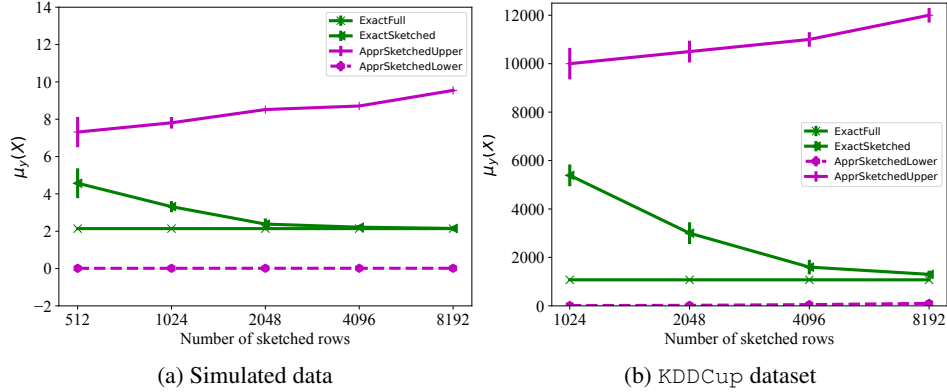 14
12
10
8
6
4
2
0
−2
μy(X)
512
1024
2048
4096
8192
Number of sketched rows
ExactFull
ExactSketched
ApprSketchedUpper
ApprSketchedLower
(a) Simulated data
12000
10000
8000
6000
4000
2000
0
μy(X)
1024
2048
4096
8192
Number of sketched rows
ExactFull
ExactSketched
ApprSketchedLower
ApprSketchedUpper
(b) KDDCup dataset